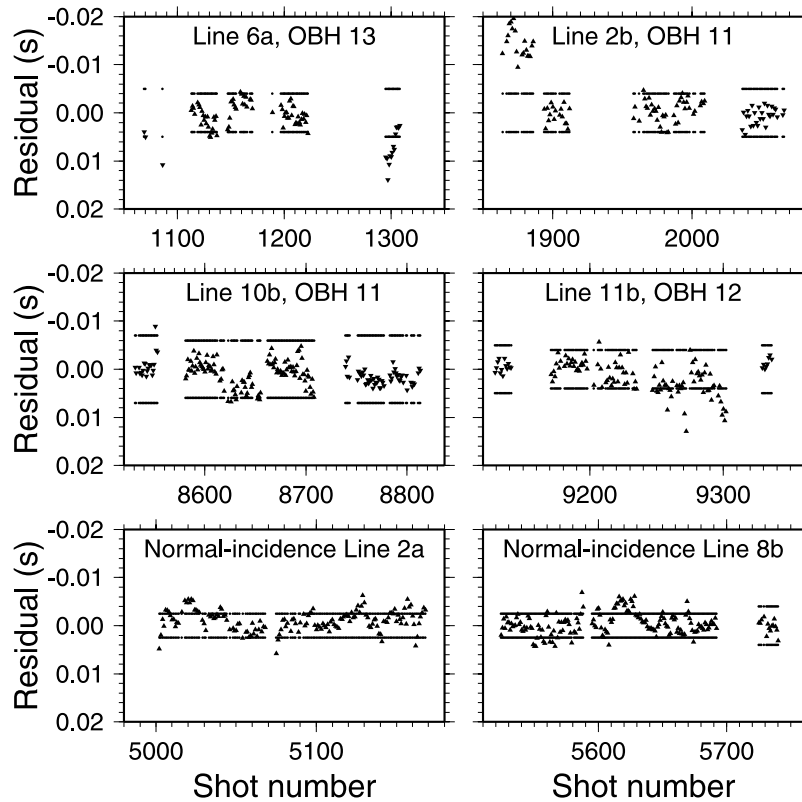 Line 6a, OBH 13
Residual (s)
-0.02
-0.01
0.00
0.01
0.02
1100
1200
1300
Line 2b, OBH 11
1900
2000
Line 10b, OBH 11
Residual (s)
-0.02
-0.01
0.00
0.01
0.02
8600
8700
8800
Line 11b, OBH 12
9200
9300
Normal-incidence Line 2a
Residual (s)
-0.02
-0.01
0.00
0.01
0.02
5000
5100
Shot number
Normal-incidence Line 8b
5600
5700
Shot number